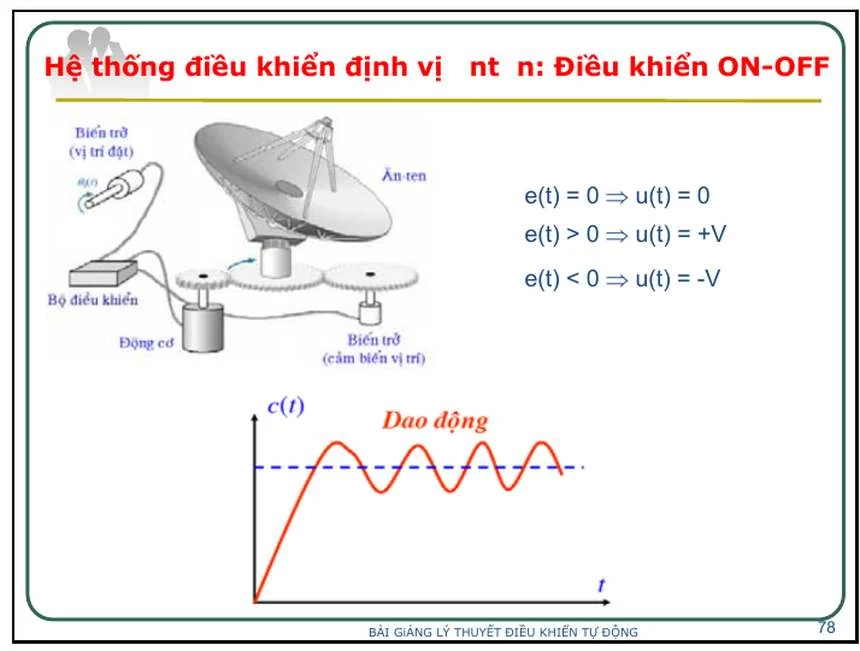 Hệ thống điều khiển định vị nt n: Điều khiển ON-OFF
Biến trở
(vị trí đặt)
Ăn-ten
e(t) = 0 ⇒ u(t) = 0
e(t) > 0 ⇒ u(t) = +V
e(t) < 0 ⇒ u(t) = -V
Bộ điều khiển
Động cơ
Biến trở
(cảm biến vị trí)
c(t)
Dao động
t
BÀI GiẢNG LÝ THUYẾT ĐIỀU KHIỂN TỰ ĐỘNG
78